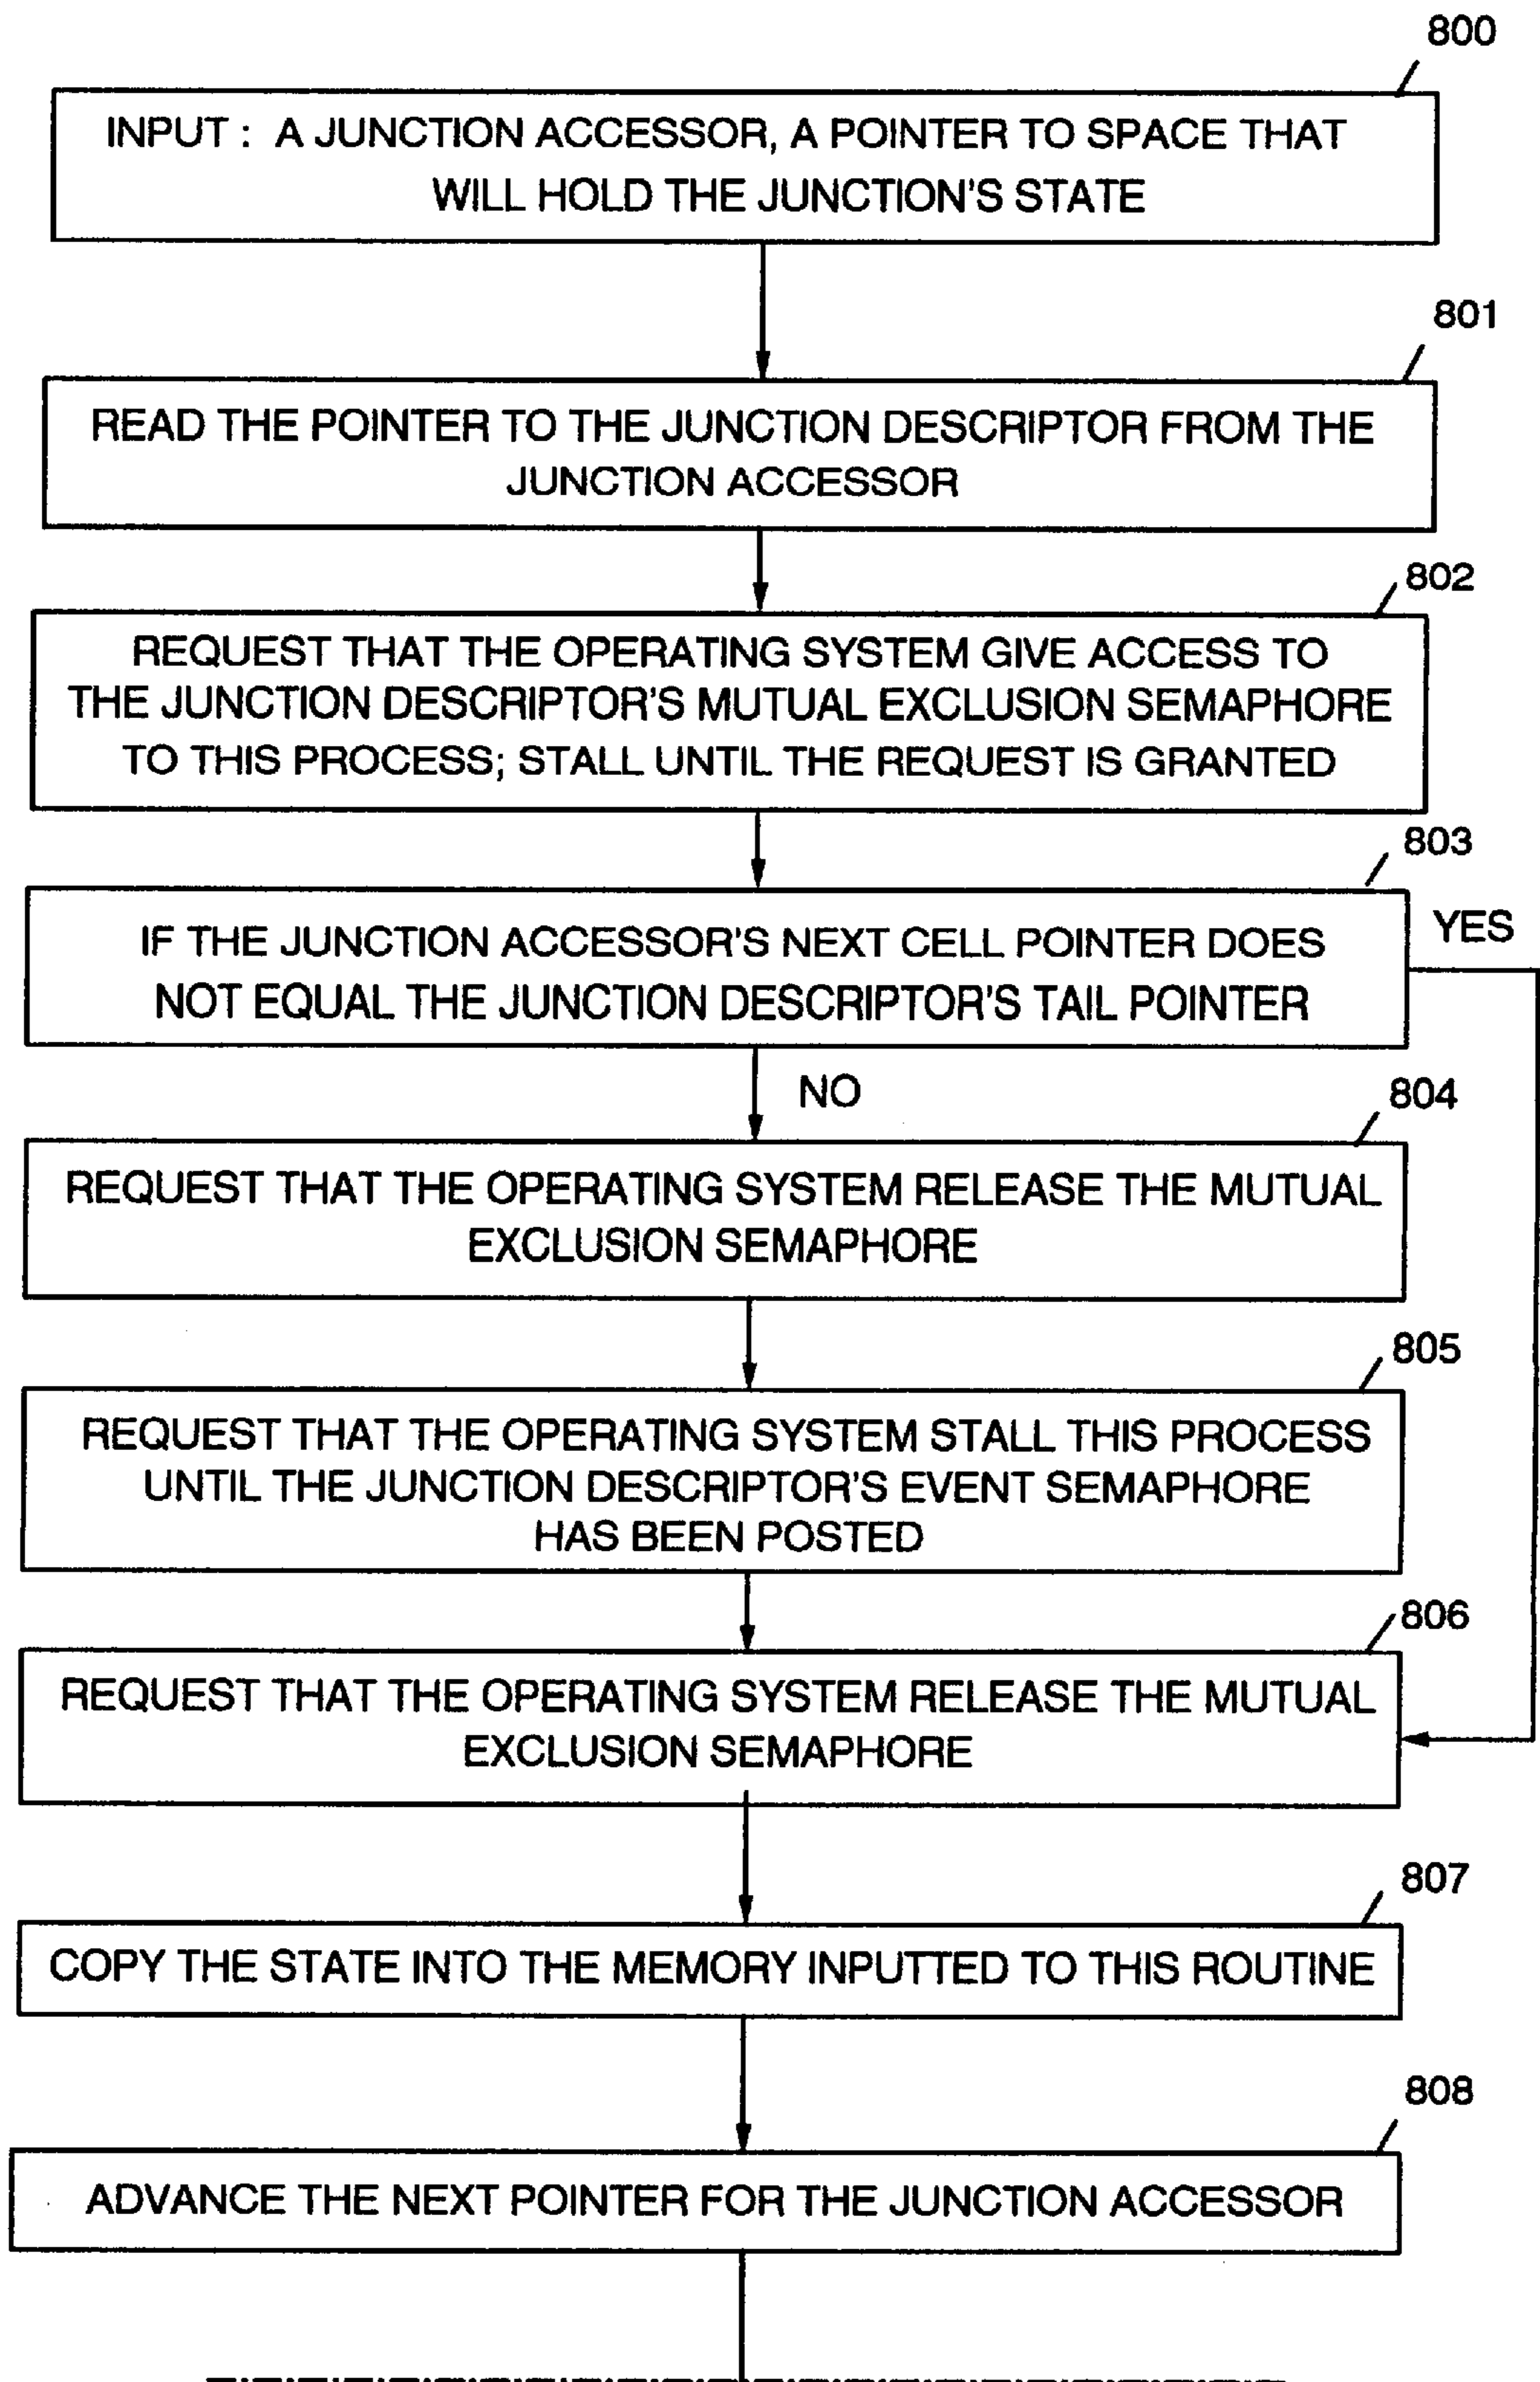 800
INPUT : A JUNCTION ACCESSOR, A POINTER TO SPACE THAT
WILL HOLD THE JUNCTION'S STATE
801
READ THE POINTER TO THE JUNCTION DESCRIPTOR FROM THE
JUNCTION ACCESSOR
802
REQUEST THAT THE OPERATING SYSTEM GIVE ACCESS TO
THE JUNCTION DESCRIPTOR'S MUTUAL EXCLUSION SEMAPHORE
TO THIS PROCESS; STALL UNTIL THE REQUEST IS GRANTED
803
YES
IF THE JUNCTION ACCESSOR'S NEXT CELL POINTER DOES
NOT EQUAL THE JUNCTION DESCRIPTOR'S TAIL POINTER
NO
804
REQUEST THAT THE OPERATING SYSTEM RELEASE THE MUTUAL
EXCLUSION SEMAPHORE
805
REQUEST THAT THE OPERATING SYSTEM STALL THIS PROCESS
UNTIL THE JUNCTION DESCRIPTOR'S EVENT SEMAPHORE
HAS BEEN POSTED
806
REQUEST THAT THE OPERATING SYSTEM RELEASE THE MUTUAL
EXCLUSION SEMAPHORE
807
COPY THE STATE INTO THE MEMORY INPUTTED TO THIS ROUTINE
808
ADVANCE THE NEXT POINTER FOR THE JUNCTION ACCESSOR